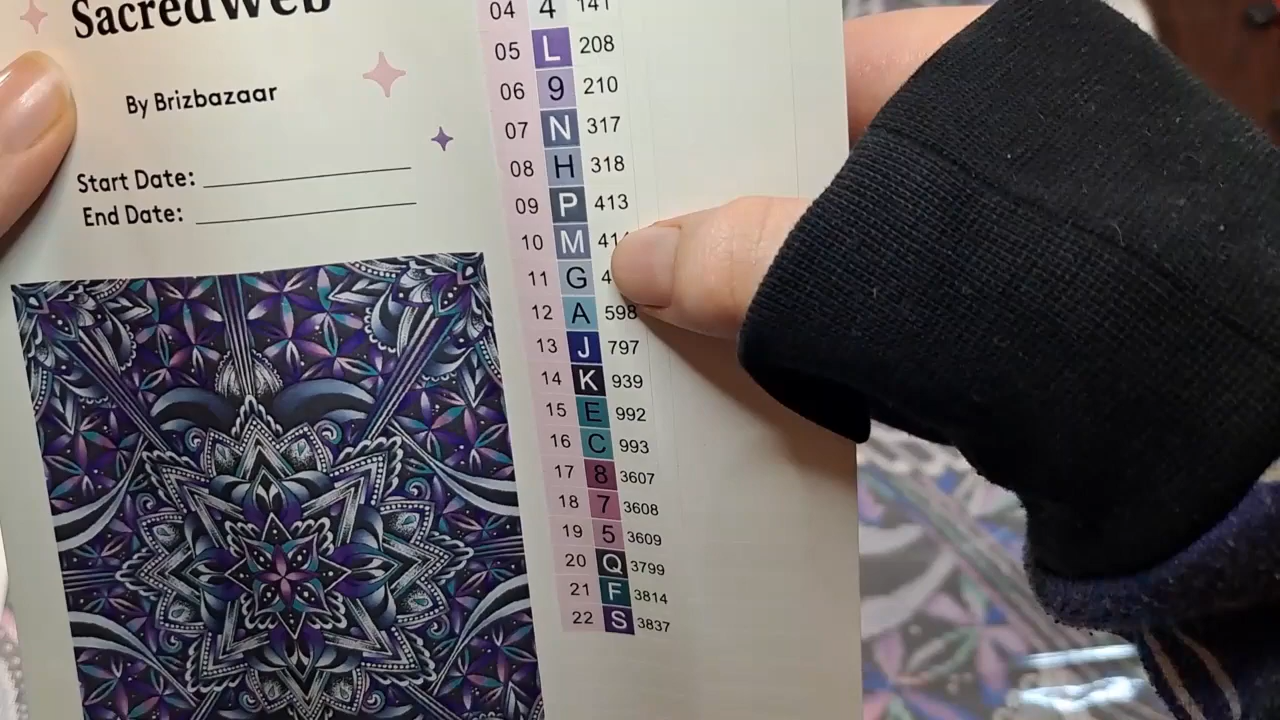 SacredWeb
By Brizbazaar
Start Date:
End Date:
04 4 141
05 L 208
06 9 210
07 N 317
08 H 318
09 P 413
10 M
11 G
12 A 598
13 J 797
14 K 939
15 E 992
16 C 993
17 8 3607
18 7 3608
19 5 3609
20 Q 3799
21 F 3814
22 S 3837